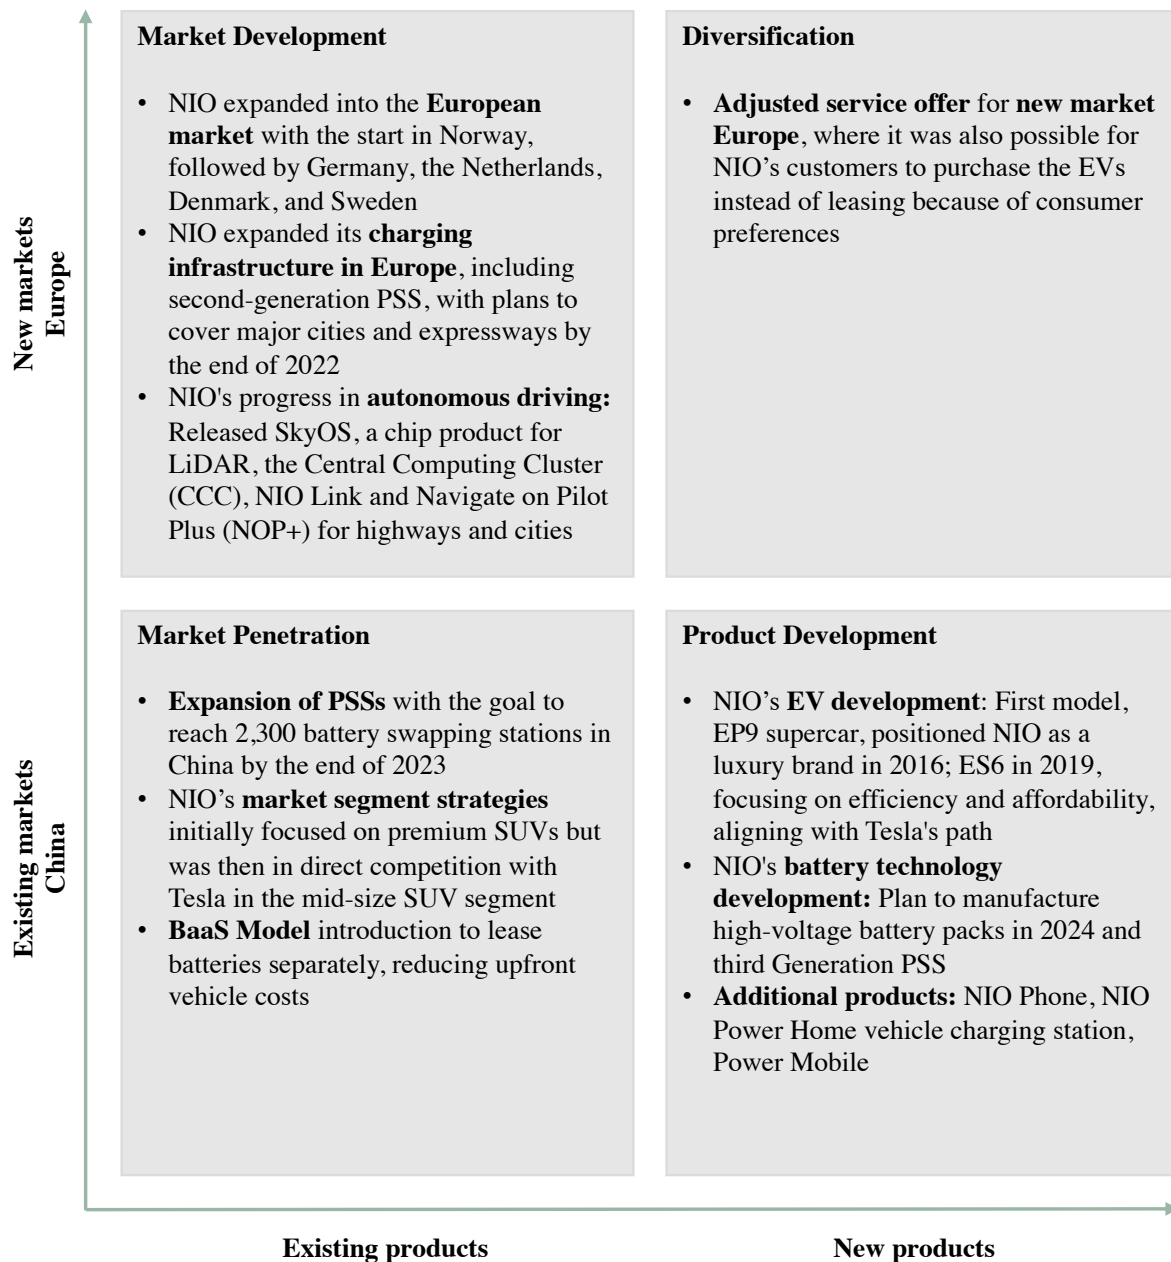 New markets
Europe
Market Development
• NIO expanded into the European
market with the start in Norway,
followed by Germany, the Netherlands,
Denmark, and Sweden
• NIO expanded its charging
infrastructure in Europe, including
second-generation PSS, with plans to
cover major cities and expressways by
the end of 2022
• NIO's progress in autonomous driving:
Released SkyOS, a chip product for
LiDAR, the Central Computing Cluster
(CCC), NIO Link and Navigate on Pilot
Plus (NOP+) for highways and cities
Diversification
• Adjusted service offer for new market
Europe, where it was also possible for
NIO’s customers to purchase the EVs
instead of leasing because of consumer
preferences
Existing markets
China
Market Penetration
• Expansion of PSSs with the goal to
reach 2,300 battery swapping stations in
China by the end of 2023
• NIO’s market segment strategies
initially focused on premium SUVs but
was then in direct competition with
Tesla in the mid-size SUV segment
• BaaS Model introduction to lease
batteries separately, reducing upfront
vehicle costs
Product Development
• NIO’s EV development: First model,
EP9 supercar, positioned NIO as a
luxury brand in 2016; ES6 in 2019,
focusing on efficiency and affordability,
aligning with Tesla's path
• NIO's battery technology
development: Plan to manufacture
high-voltage battery packs in 2024 and
third Generation PSS
• Additional products: NIO Phone, NIO
Power Home vehicle charging station,
Power Mobile
Existing products
New products